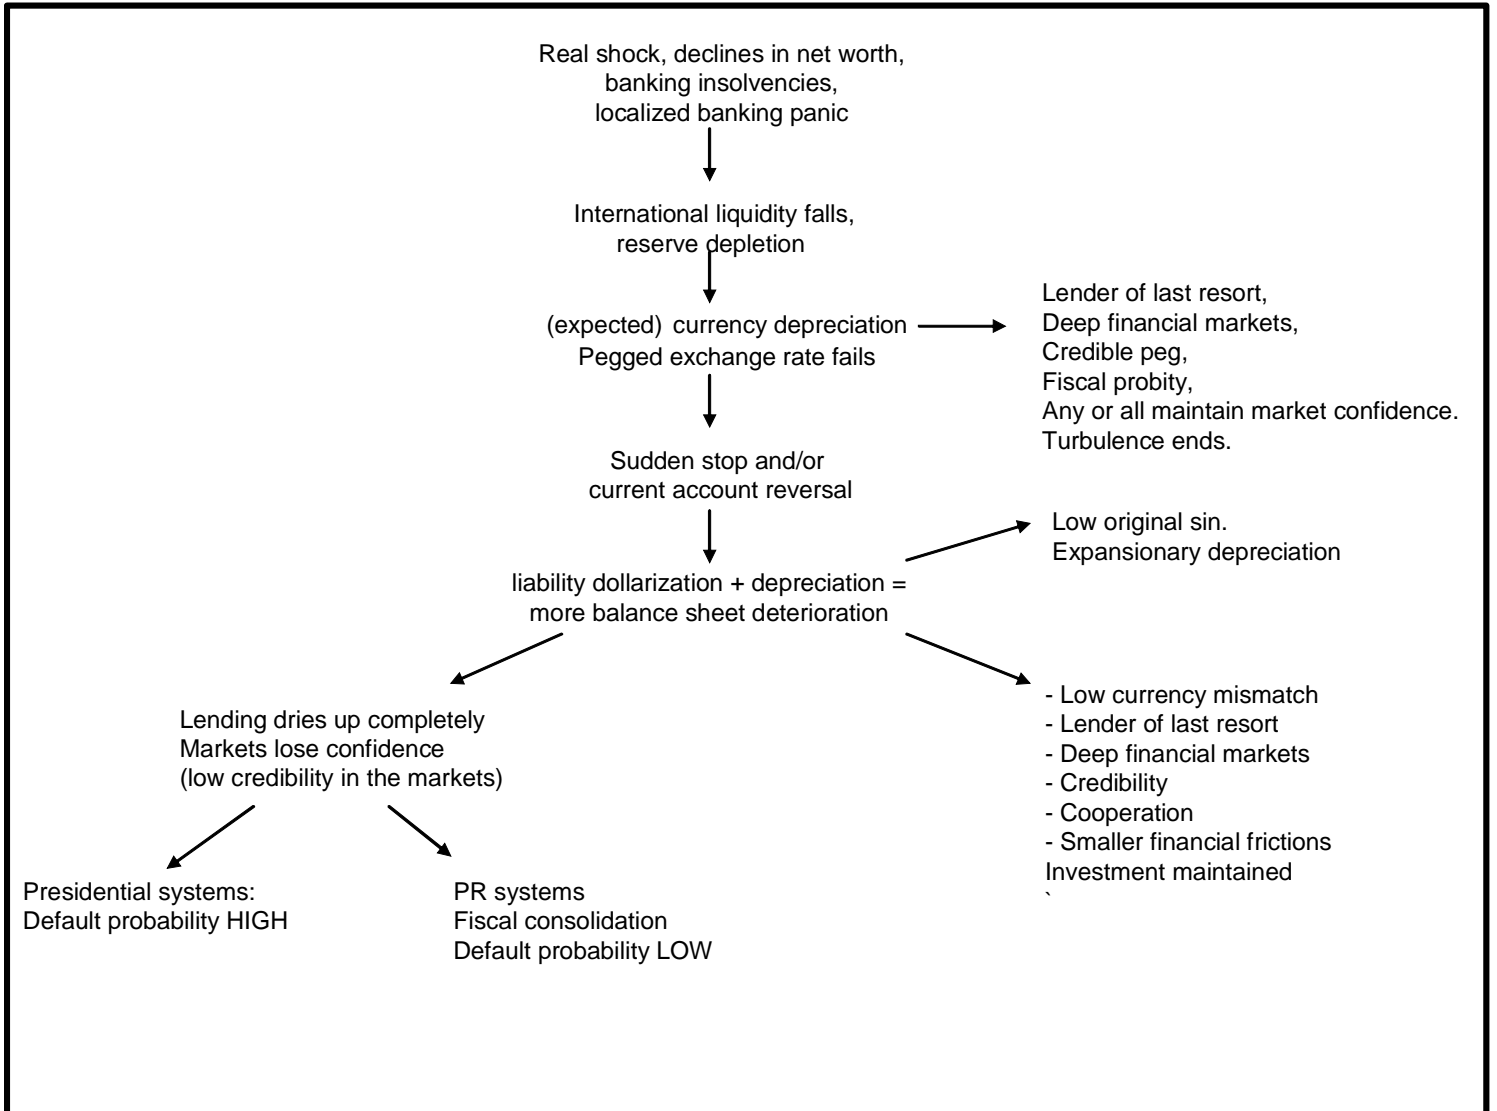 Real shock, declines in net worth,
banking insolvencies,
localized banking panic
International liquidity falls,
reserve depletion
(expected) currency depreciation
Pegged exchange rate fails
Lender of last resort,
Deep financial markets,
Credible peg,
Fiscal probity,
Any or all maintain market confidence.
Turbulence ends.
Sudden stop and/or
current account reversal
Low original sin.
Expansionary depreciation
liability dollarization + depreciation =
more balance sheet deterioration
Lending dries up completely
Markets lose confidence
(low credibility in the markets)
- Low currency mismatch
- Lender of last resort
- Deep financial markets
- Credibility
- Cooperation
- Smaller financial frictions
Investment maintained
`
Presidential systems:
Default probability HIGH
PR systems
Fiscal consolidation
Default probability LOW